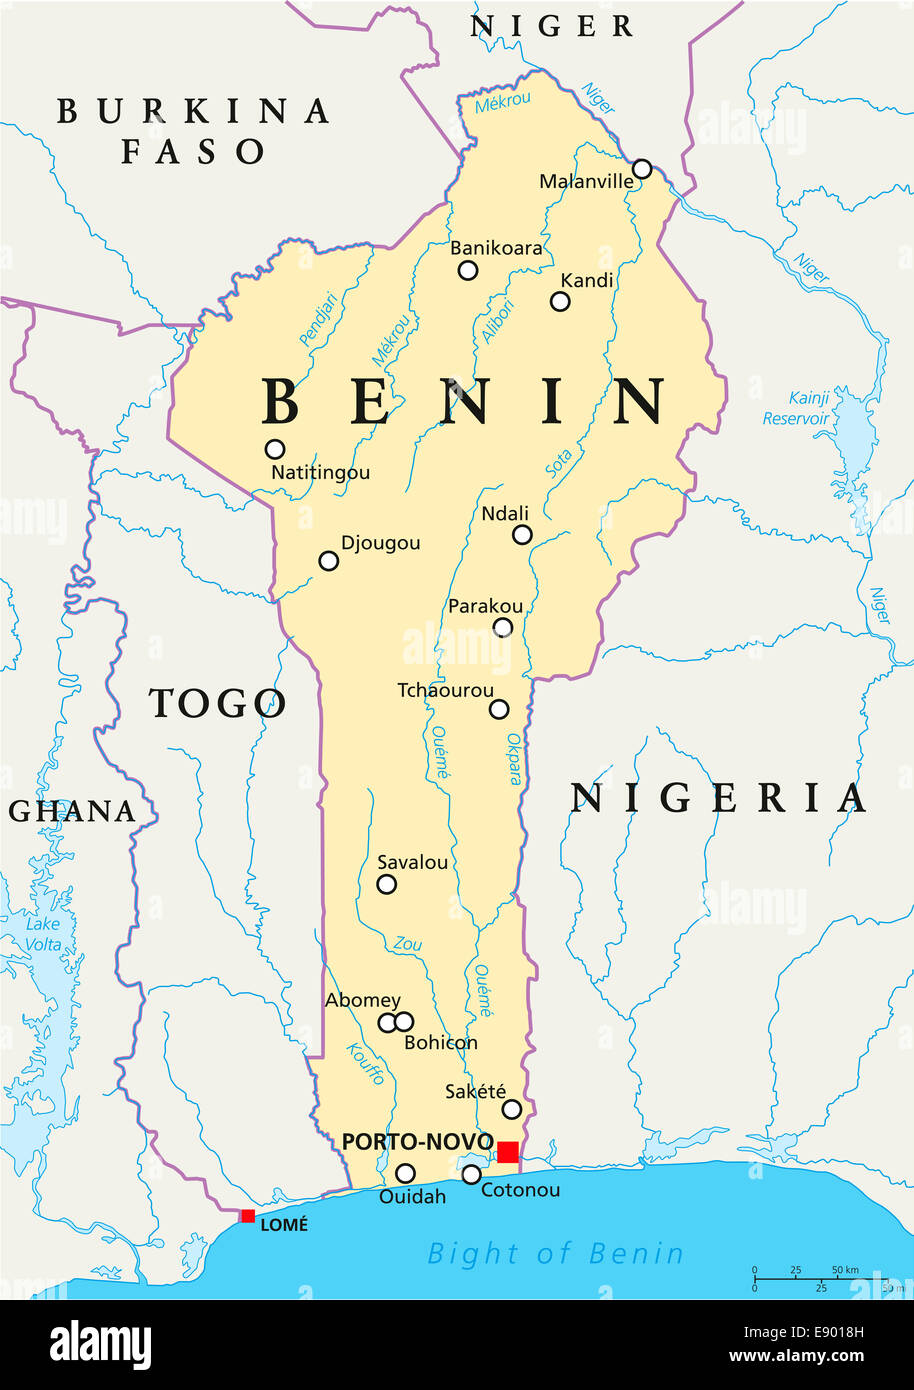 NIGER
BURKINA
FASO
Mékrou
Niger
alamy
Malanville
Banikoara
Kandi
Niger
Pendjari
Mékrou
Alibori
BENIN
Kainji
Reservoir
Natitingou
Sota
Ndali
Djougou
Niger
Parakou
alamy
Tchaourou
TOGO
Ouémé
Okpara
GHANA
NIGERIA
Savalou
alamy
Lake
Volta
Zou
Ouémé
Abomey
Bohicon
Kouffo
Sakété
PORTO-NOVO
Ouidah
Cotonou
LOMÉ
Bight of Benin
0 25 50 km
0 25 50 mi
alamy
Image ID: E9018H
www.alamy.com